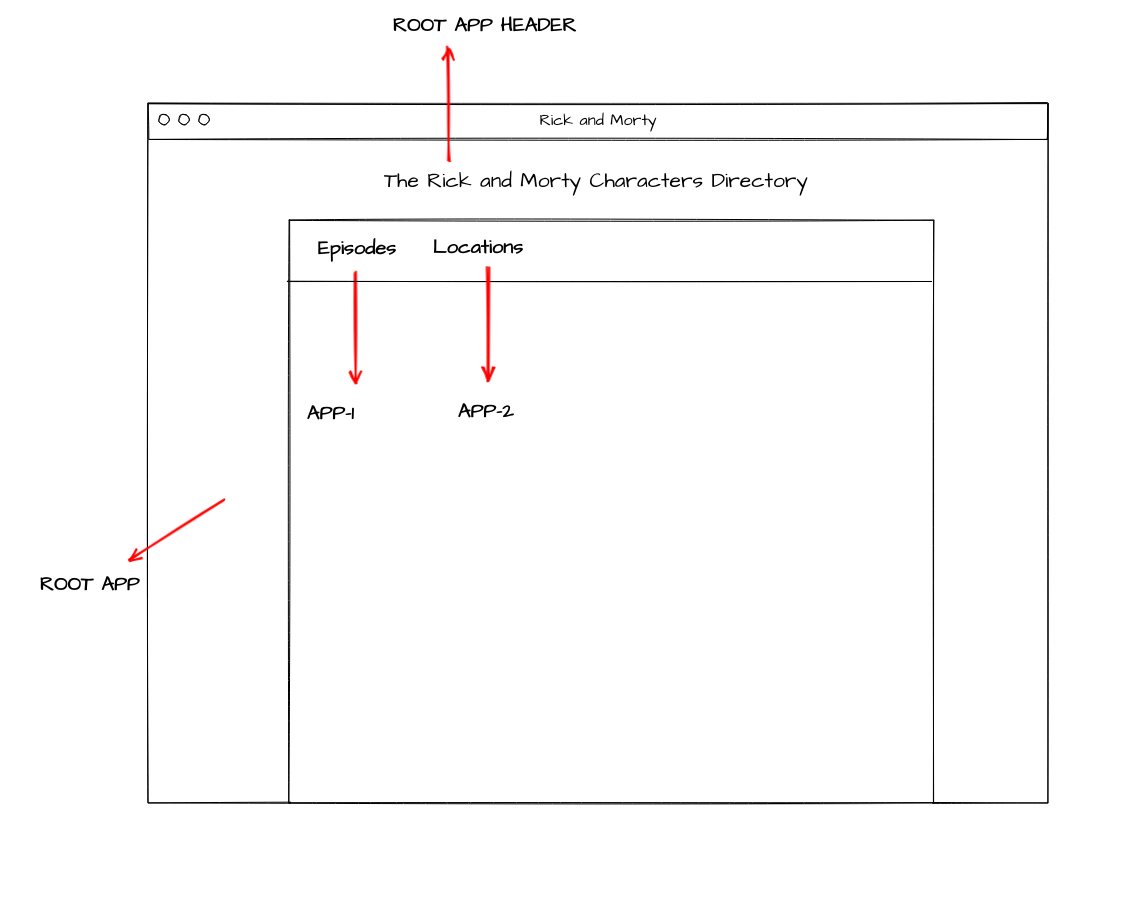 ROOT APP HEADER
Rick and Morty
The Rick and Morty Characters Directory
Episodes Locations
APP-1 APP-2
ROOT APP